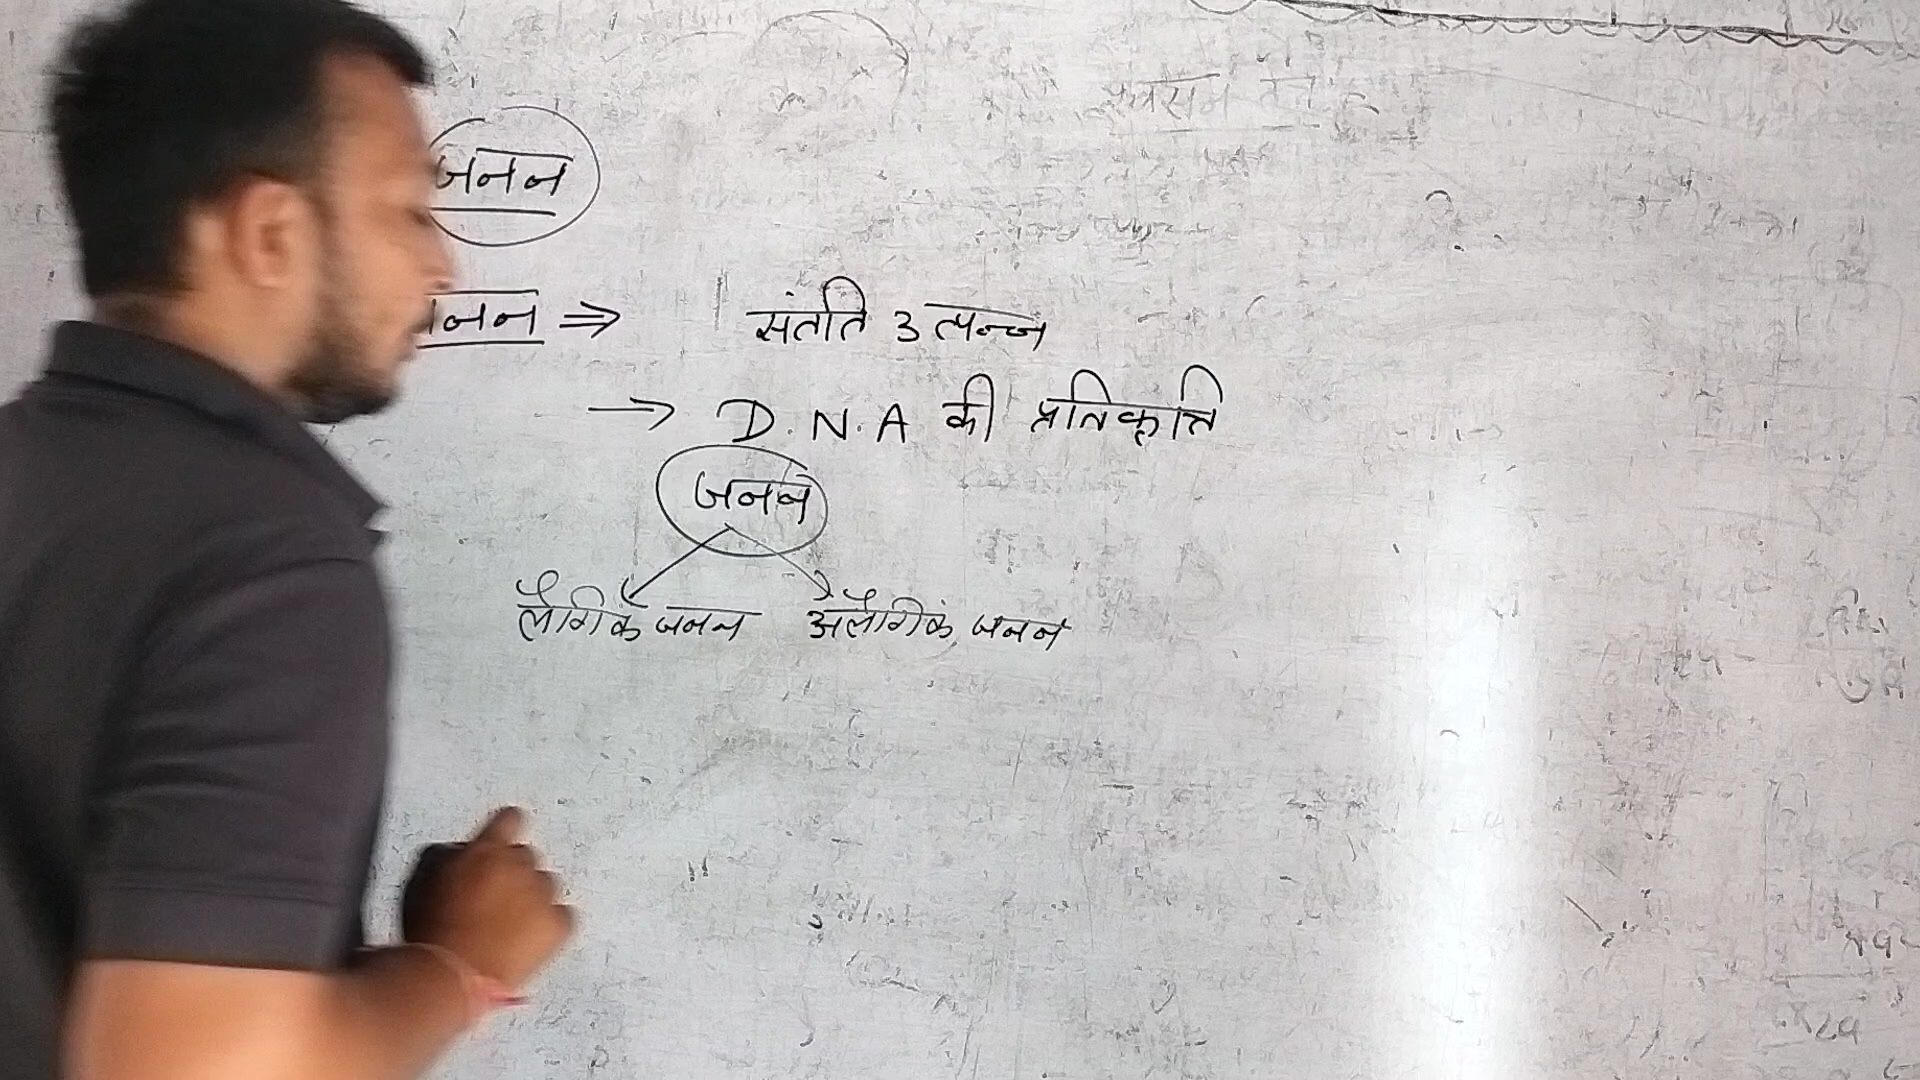 जनन
जनन ⇒ संतति उत्पन्न
→ D.N.A की प्रतिकृति
जनन
लैगिक जनन अलैगिक जनन